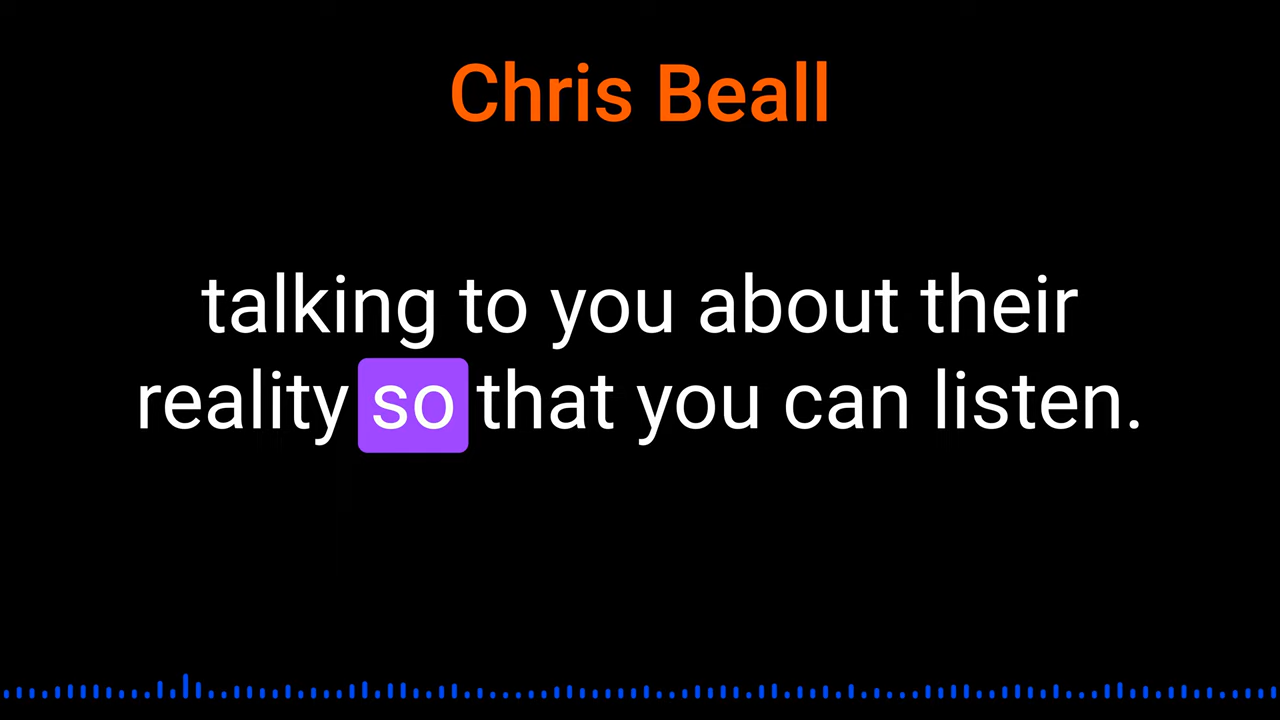 Chris Beall
talking to you about their
reality so that you can listen.